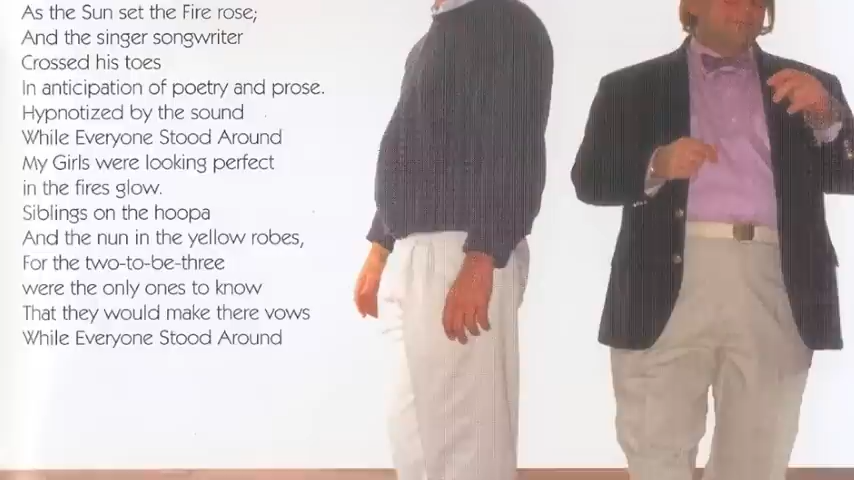 As the Sun set the Fire rose;
And the singer songwriter
Crossed his toes
In anticipation of poetry and prose.
Hypnotized by the sound
While Everyone Stood Around
My Girls were looking perfect
in the fires glow.
Siblings on the hoopa
And the nun in the yellow robes,
For the two-to-be-three
were the only ones to know
That they would make there vows
While Everyone Stood Around